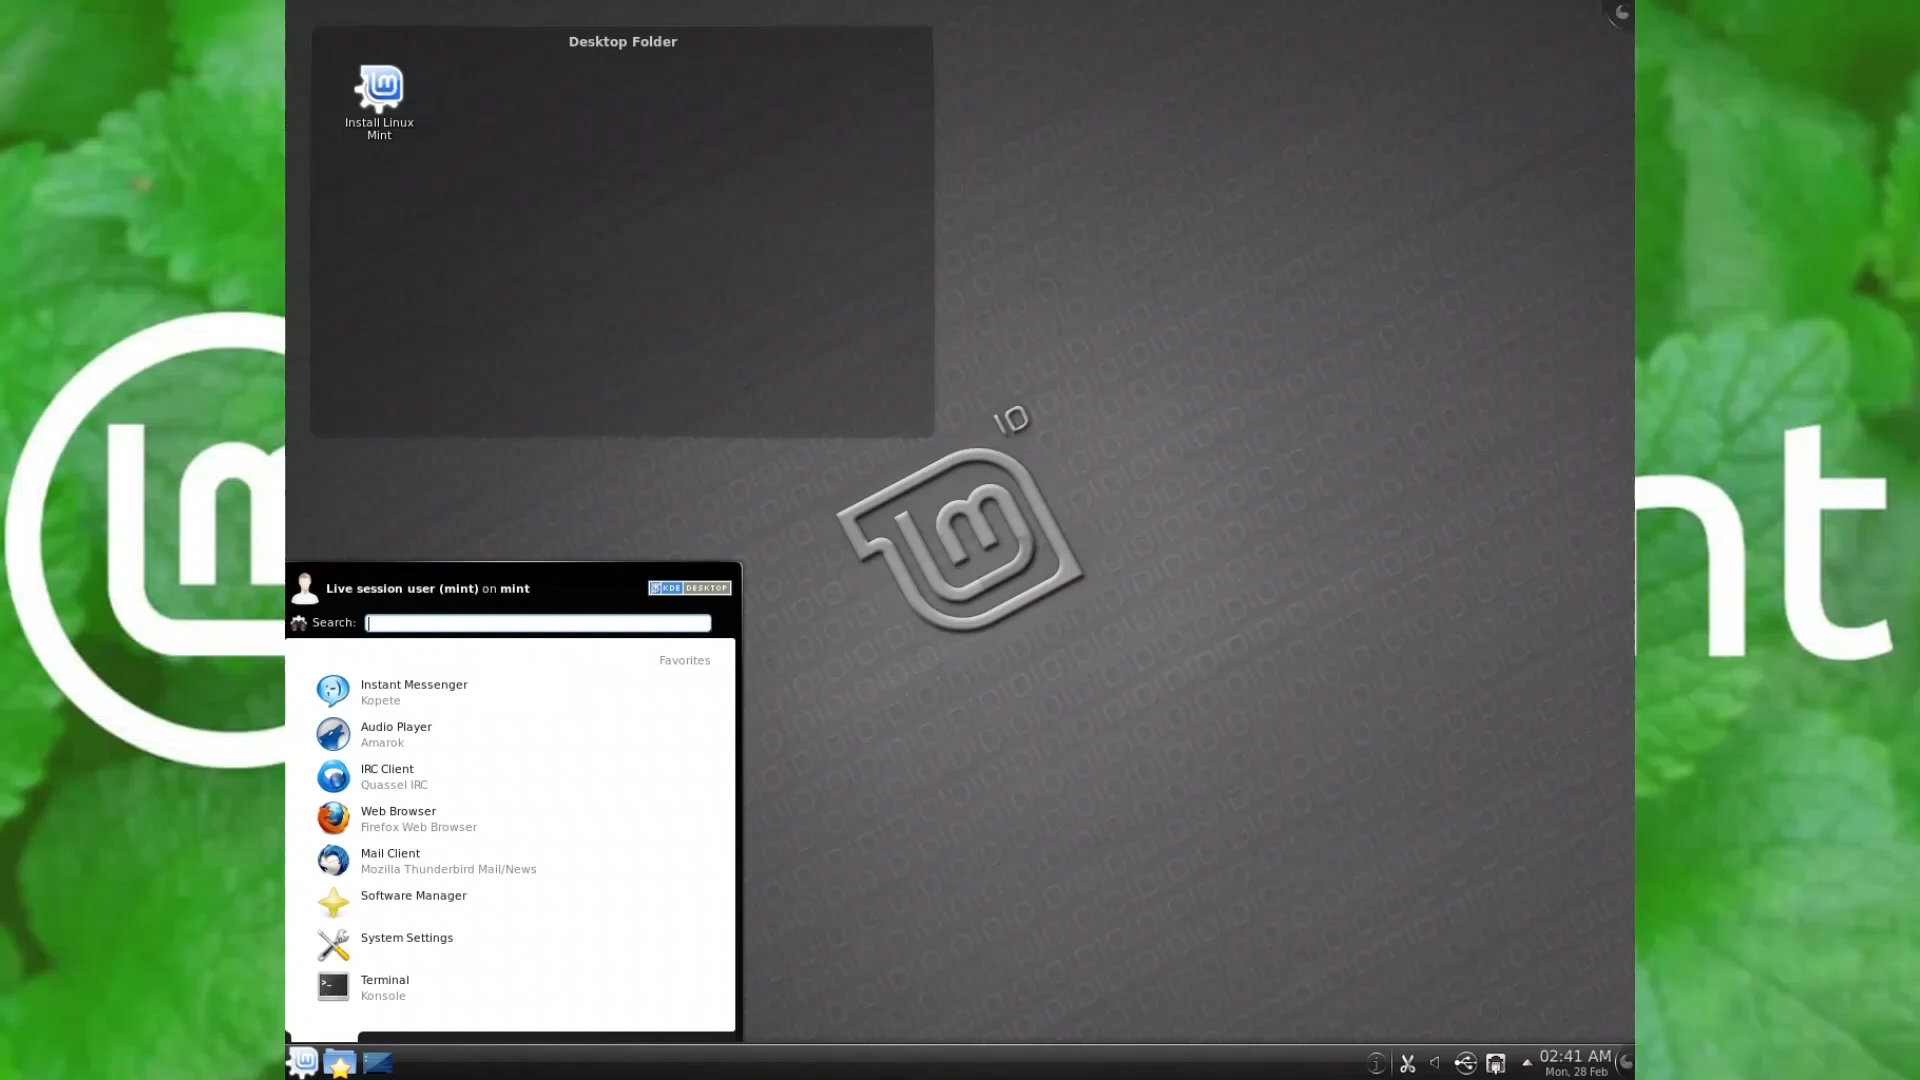 Desktop Folder
Install Linux
Mint
10
lm
Live session user (mint) on mint
KDE DESKTOP
Search:
Favorites
Instant Messenger
Kopete
Audio Player
Amarok
IRC Client
Quassel IRC
Web Browser
Firefox Web Browser
Mail Client
Mozilla Thunderbird Mail/News
Software Manager
System Settings
Terminal
Konsole
02:41 AM
Mon, 28 Feb
nt